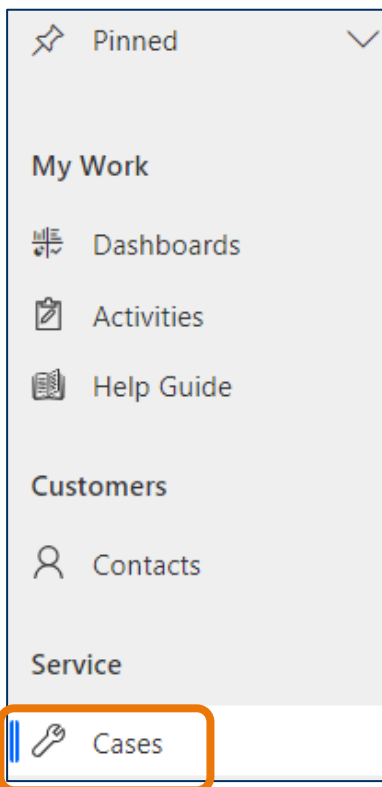 Pinned
My Work
Dashboards
Activities
Help Guide
Customers
Contacts
Service
Cases